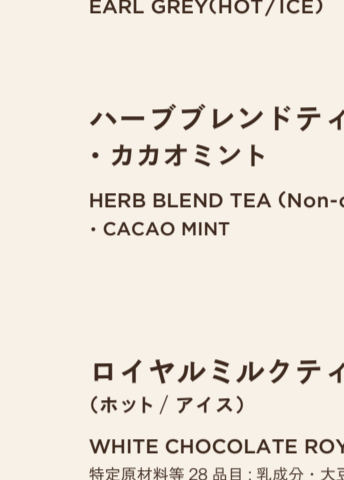 EARL GREY(HOT/ICE)
ハーブブレンドティ
・カカオミント
HERB BLEND TEA (Non-c
・CACAO MINT
ロイヤルミルクティ
(ホット / アイス)
WHITE CHOCOLATE ROY
特定原材料等 28 品目 : 乳成分・大豆